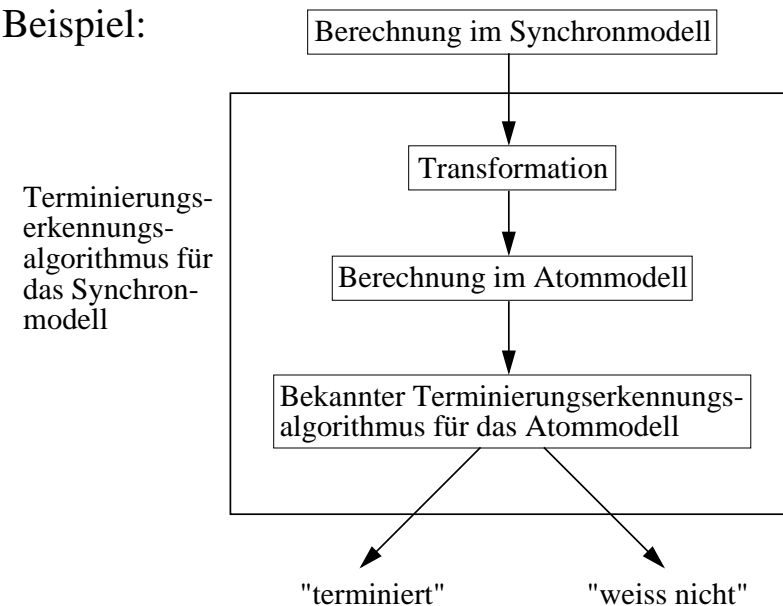 Beispiel:
Berechnung im Synchronmodell
Transformation
Terminierungs-
erkennungs-
algorithmus für
das Synchron-
modell
Berechnung im Atommodell
Bekannter Terminierungserkennungs-
algorithmus für das Atommodell
"terminiert"
"weiss nicht"